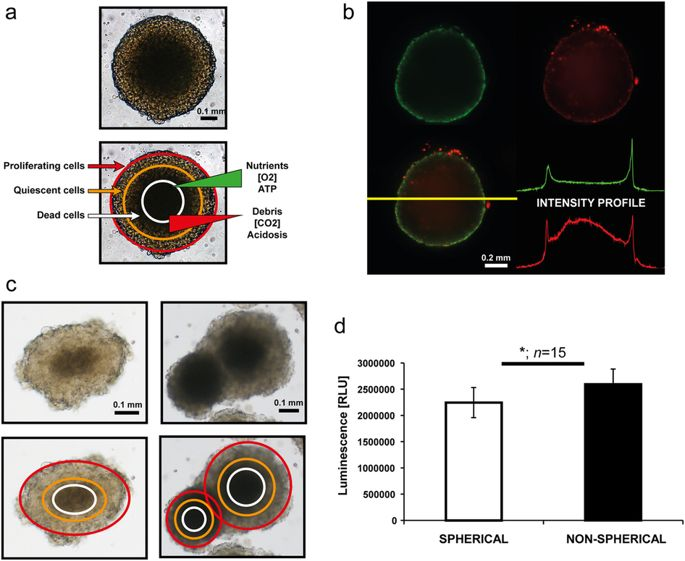 a
0.1 mm
Proliferating cells
Quiescent cells
Dead cells
Nutrients
[O2]
ATP
Debris
[CO2]
Acidosis
b
INTENSITY PROFILE
0.2 mm
c
0.1 mm
0.1 mm
d
*; n=15
Luminescence [RLU]
3000000
2500000
2000000
1500000
1000000
500000
0
SPHERICAL
NON-SPHERICAL